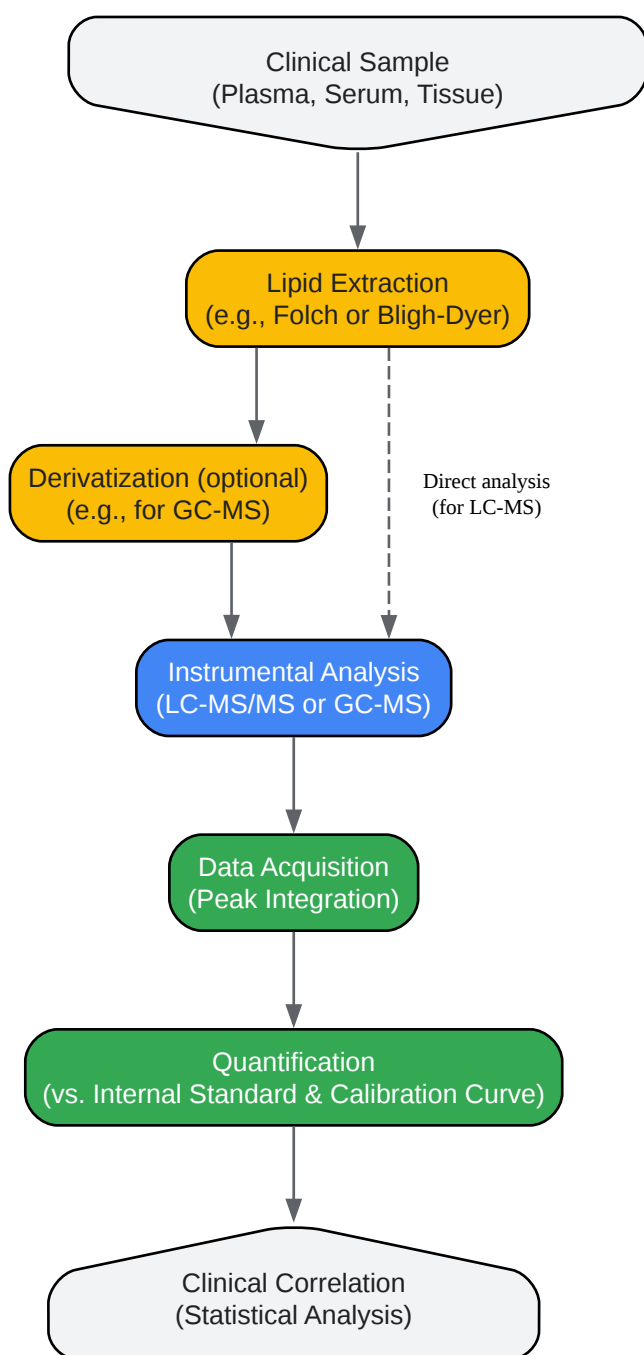 Clinical Sample
(Plasma, Serum, Tissue)
Lipid Extraction
(e.g., Folch or Bligh-Dyer)
Derivatization (optional)
(e.g., for GC-MS)
Direct analysis
(for LC-MS)
Instrumental Analysis
(LC-MS/MS or GC-MS)
Data Acquisition
(Peak Integration)
Quantification
(vs. Internal Standard & Calibration Curve)
Clinical Correlation
(Statistical Analysis)